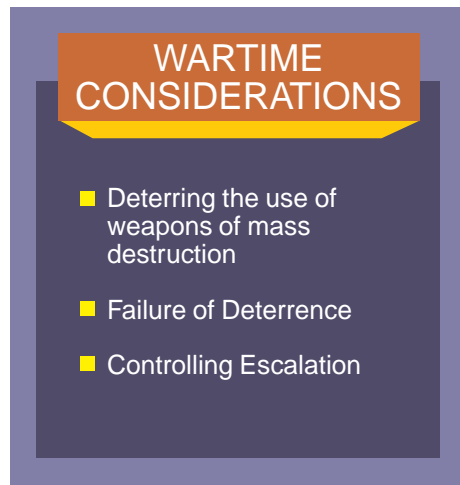 WARTIME
CONSIDERATIONS
Deterring the use of
weapons of mass
destruction
Failure of Deterrence
Controlling Escalation